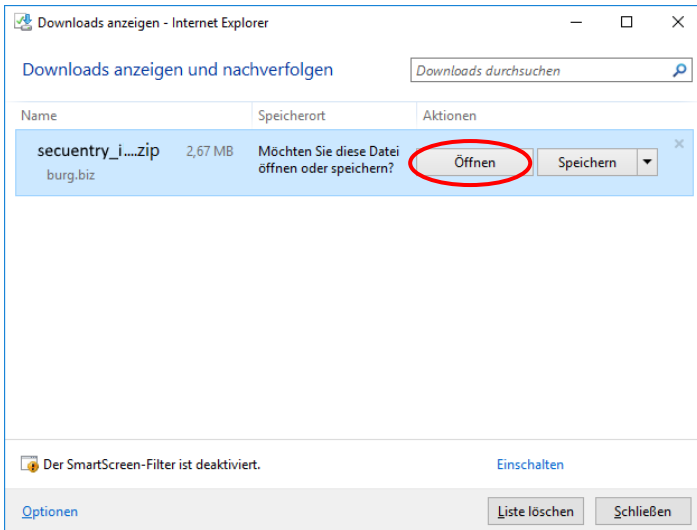 Downloads anzeigen - Internet Explorer
Downloads anzeigen und nachverfolgen
Downloads durchsuchen
Name Speicherort Aktionen
secuentry_i....zip 2,67 MB Möchten Sie diese Datei Öffnen Speichern
burg.biz öffnen oder speichern?
Der SmartScreen-Filter ist deaktiviert. Einschalten
Optionen Liste löschen Schließen